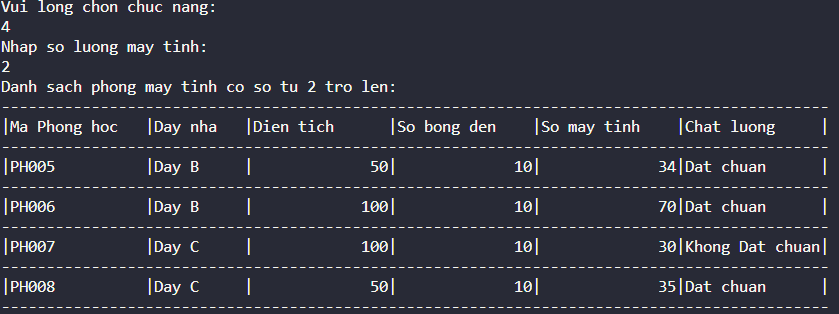 Vui long chon chuc nang:
4
Nhap so luong may tinh:
2
Danh sach phong may tinh co so tu 2 tro len:
--------------------------------------------------------------------------------------------
|Ma Phong hoc   |Day nha   |Dien tich      |So bong den    |So may tinh    |Chat luong     |
--------------------------------------------------------------------------------------------
|PH005          |Day B     |             50|             10|             34|Dat chuan      |
--------------------------------------------------------------------------------------------
|PH006          |Day B     |            100|             10|             70|Dat chuan      |
--------------------------------------------------------------------------------------------
|PH007          |Day C     |            100|             10|             30|Khong Dat chuan|
--------------------------------------------------------------------------------------------
|PH008          |Day C     |             50|             10|             35|Dat chuan      |
--------------------------------------------------------------------------------------------